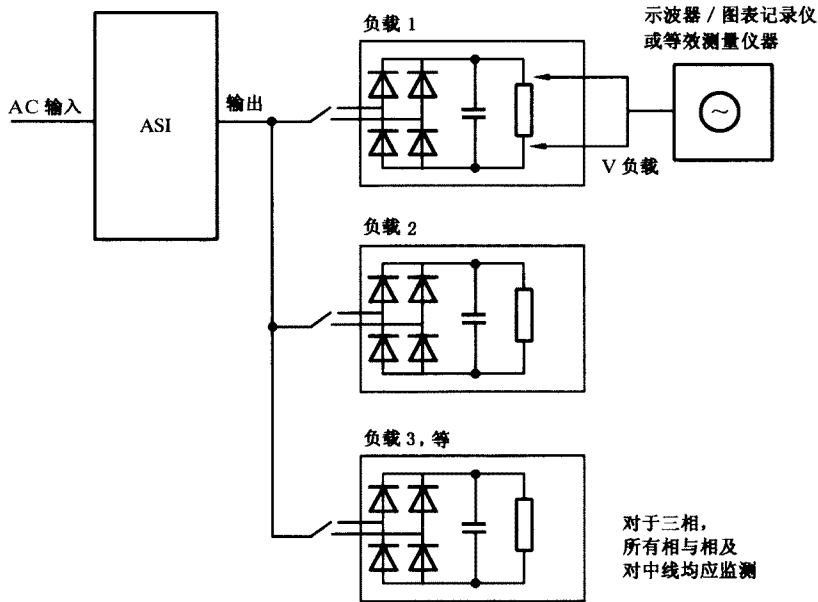 负载 1
示波器 / 图表记录仪
或等效测量仪器
AC 输入
ASI
输出
V 负载
负载 2
负载 3, 等
对于三相,
所有相与相及
对中线均应监测